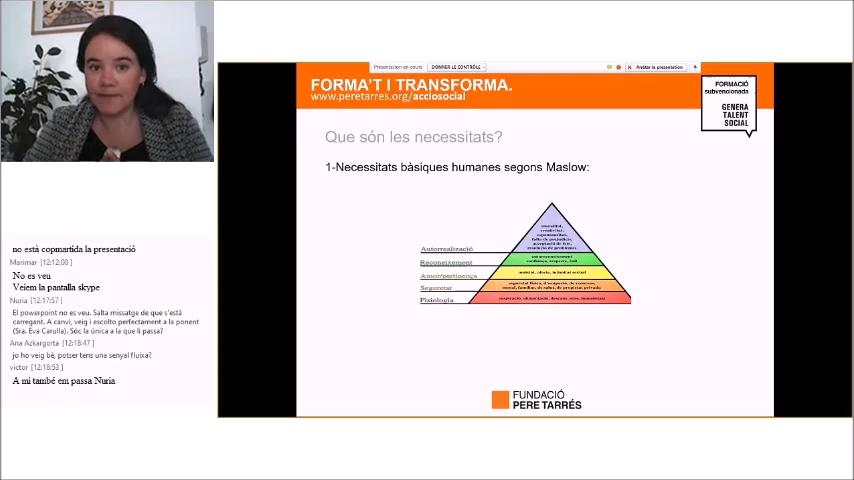 Présentation en cours
DONNER LE CONTRÔLE
Arrêter la présentation
FORMA'T I TRANSFORMA.
www.peretarres.org/acciosocial
FORMACIÓ
subvencionada
GENERA
TALENT
SOCIAL
Que són les necessitats?
1-Necessitats bàsiques humanes segons Maslow:
Autorrealizació
Reconeixement
Amor/pertinença
Seguretat
Fisiologia
FUNDACIÓ
PERE TARRÉS
no està copmartida la presentació
Marimar [12:12:00]
No es veu
Veiem la pantalla skype
Nuria [12:17:57]
El powerpoint no es veu. Salta missatge de que s'està
carregant. A canvi, veig i escolto perfectament a la ponent
(Sra. Eva Carulla). Sóc la única a la que li passa?
Ana Azkargorta [12:18:47]
jo ho veig bé, potser tens una senyal fluixa?
victor [12:18:53]
A mi també em passa Nuria